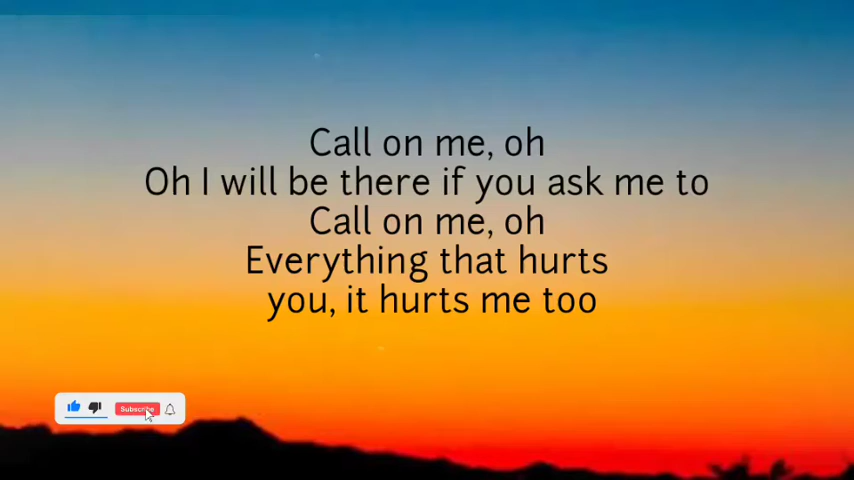 Call on me, oh
Oh I will be there if you ask me to
Call on me, oh
Everything that hurts
you, it hurts me too
Subscribe